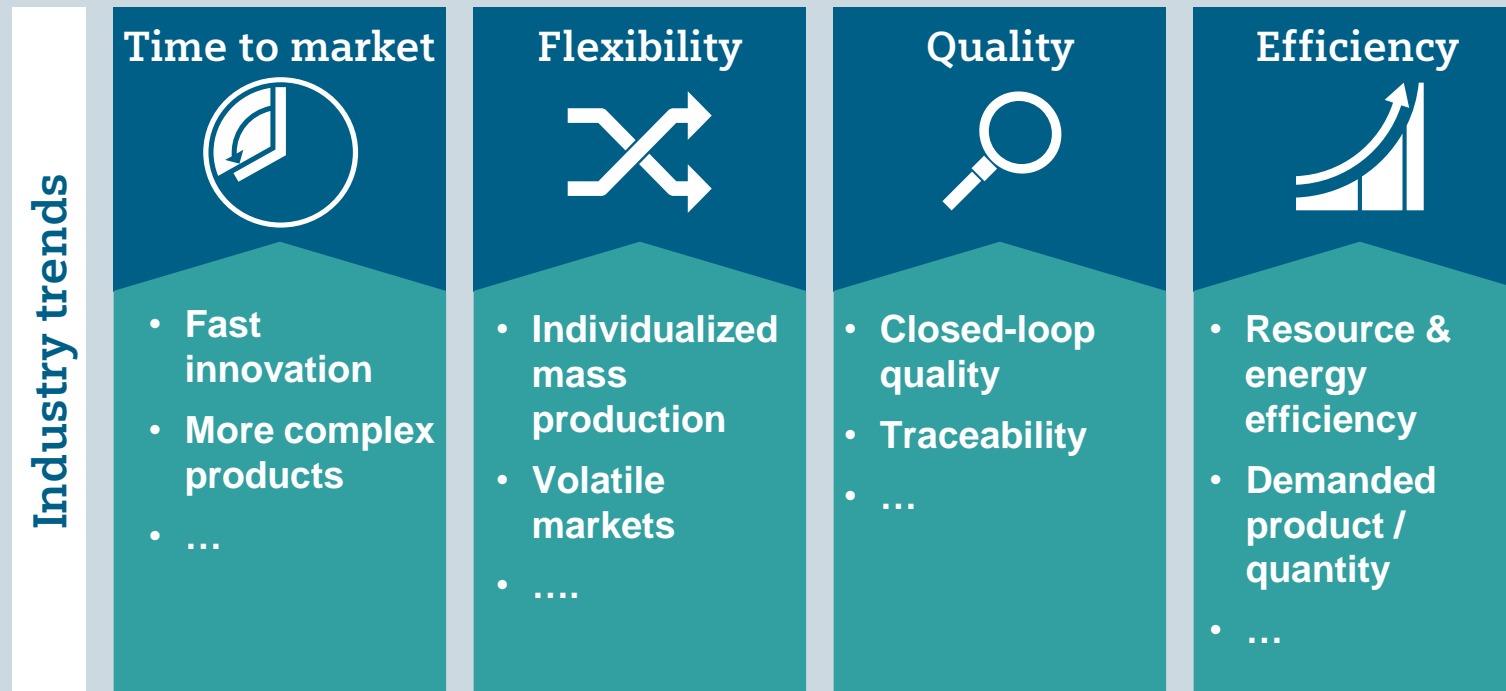 Industry trends
Time to market
• Fast
innovation
• More complex
products
• …
Flexibility
• Individualized
mass
production
• Volatile
markets
• ….
Quality
• Closed-loop
quality
• Traceability
• …
Efficiency
• Resource &
energy
efficiency
• Demanded
product /
quantity
• …